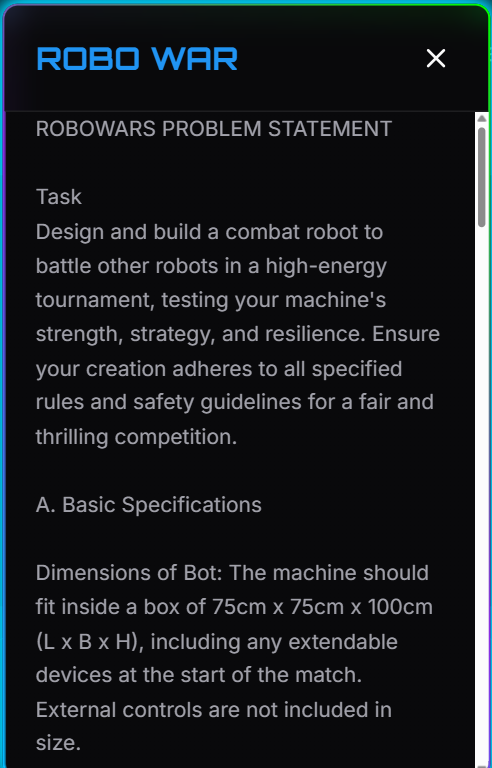 ROBO WAR
ROBOWARS PROBLEM STATEMENT
Task
Design and build a combat robot to
battle other robots in a high-energy
tournament, testing your machine's
strength, strategy, and resilience. Ensure
your creation adheres to all specified
rules and safety guidelines for a fair and
thrilling competition.
A. Basic Specifications
Dimensions of Bot: The machine should
fit inside a box of 75cm x 75cm x 100cm
(L x B x H), including any extendable
devices at the start of the match.
External controls are not included in
size.